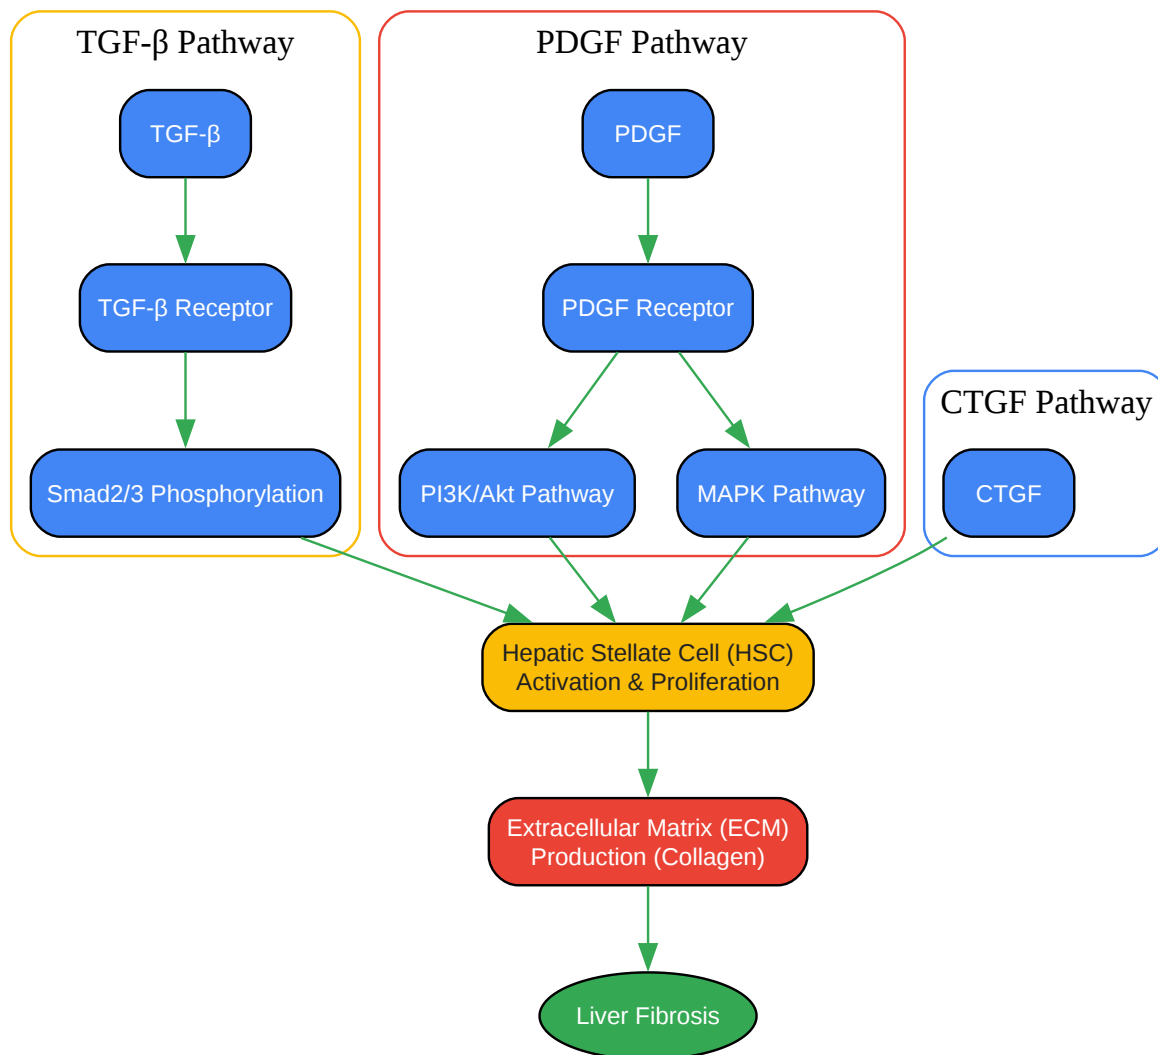 TGF-β Pathway
TGF-β
TGF-β Receptor
Smad2/3 Phosphorylation
PDGF Pathway
PDGF
PDGF Receptor
PI3K/Akt Pathway
MAPK Pathway
CTGF Pathway
CTGF
Hepatic Stellate Cell (HSC)
Activation & Proliferation
Extracellular Matrix (ECM)
Production (Collagen)
Liver Fibrosis